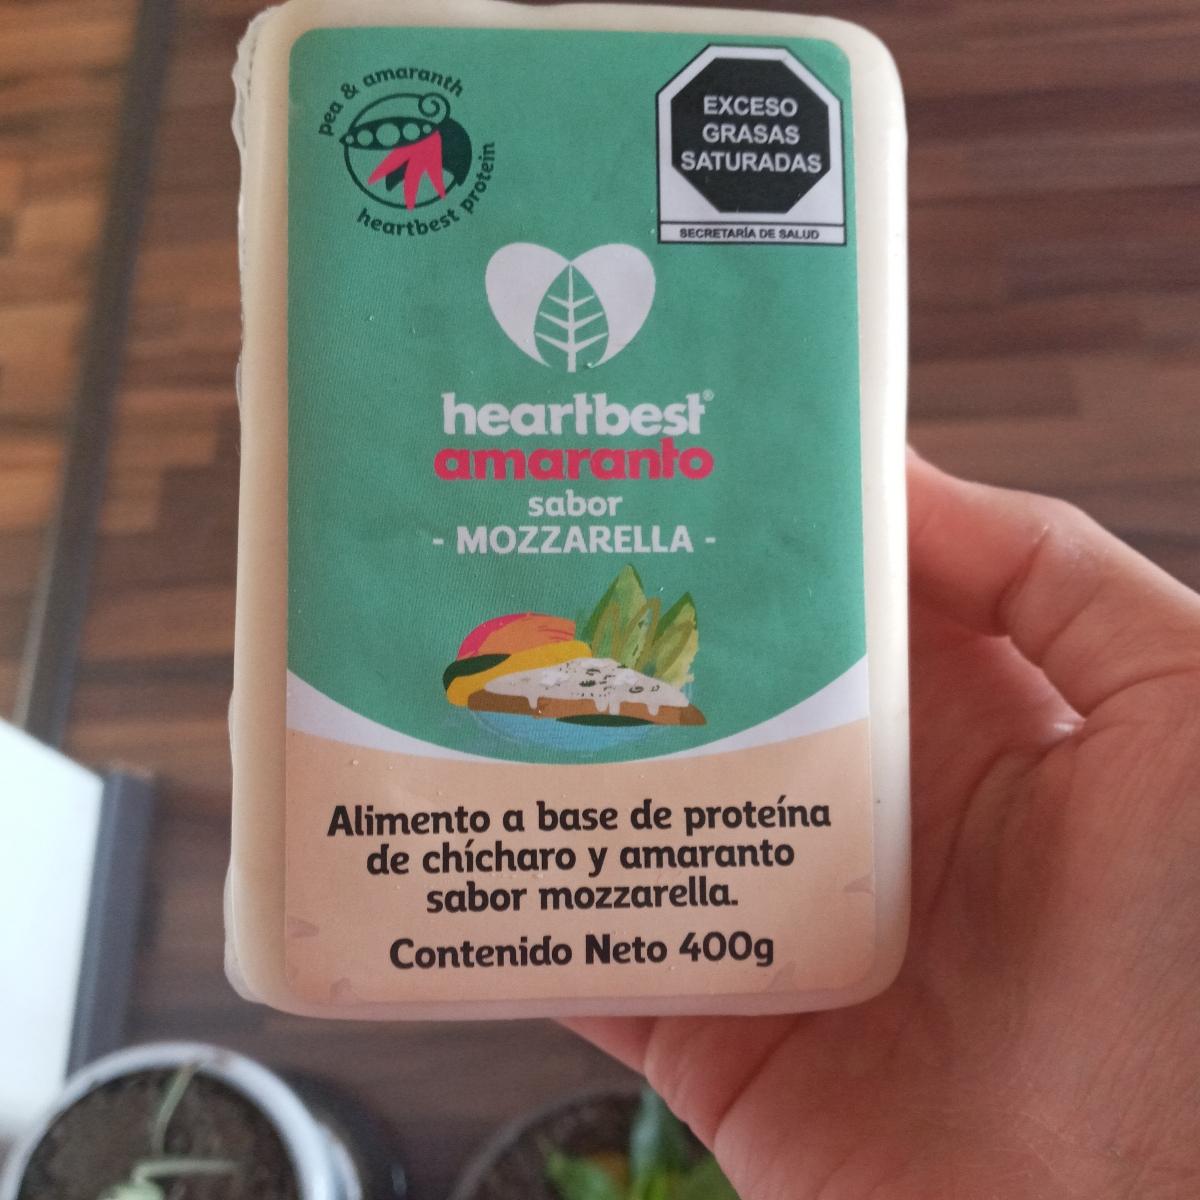 pea & amaranth
heartbest protein
EXCESO
GRASAS
SATURADAS
SECRETARÍA DE SALUD
heartbest®
amaranto
sabor
- MOZZARELLA -
Alimento a base de proteína
de chícharo y amaranto
sabor mozzarella.
Contenido Neto 400g